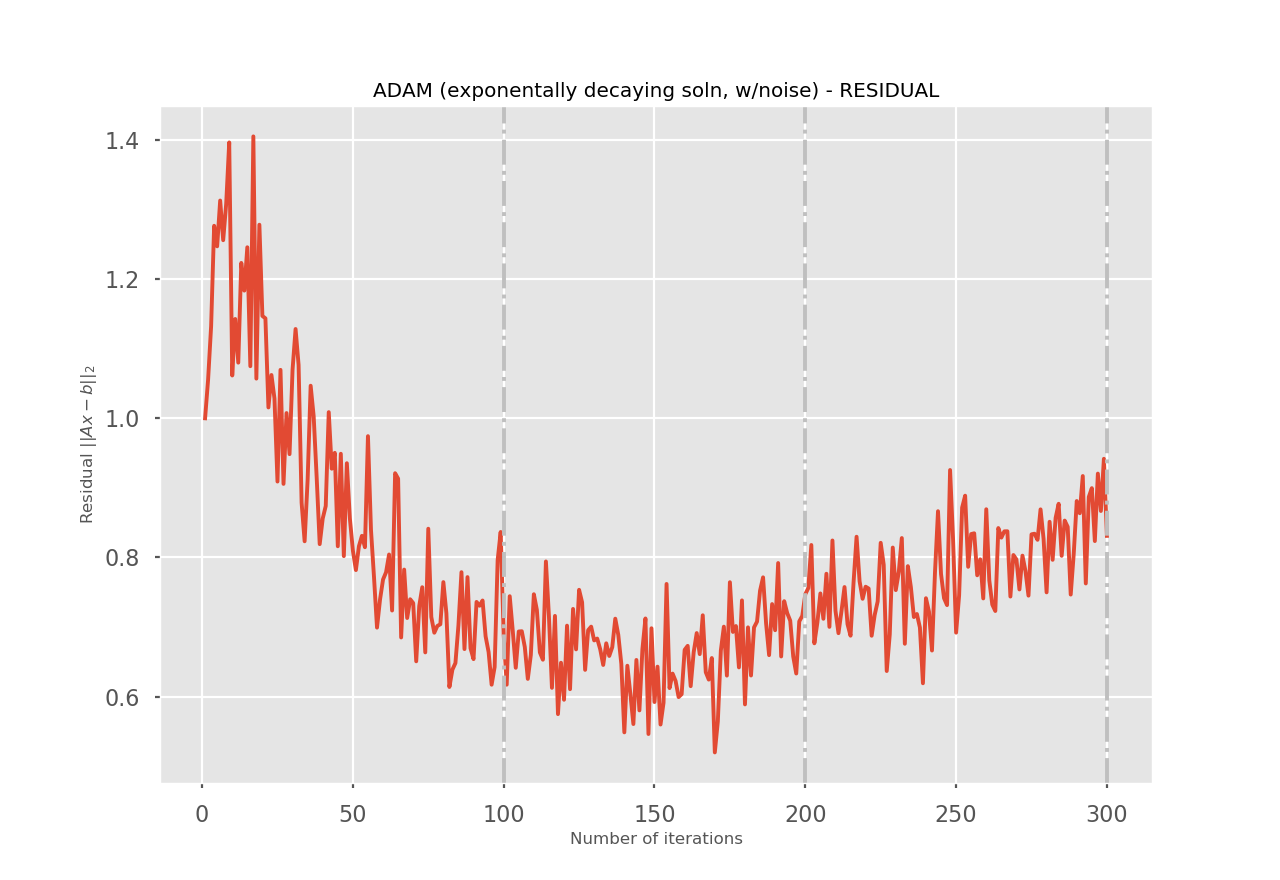 ADAM (exponentially decaying soln, w/noise) - RESIDUAL
1.4
1.2
1.0
0.8
0.6
Residual ||Ax − b||₂
0 50 100 150 200 250 300
Number of iterations